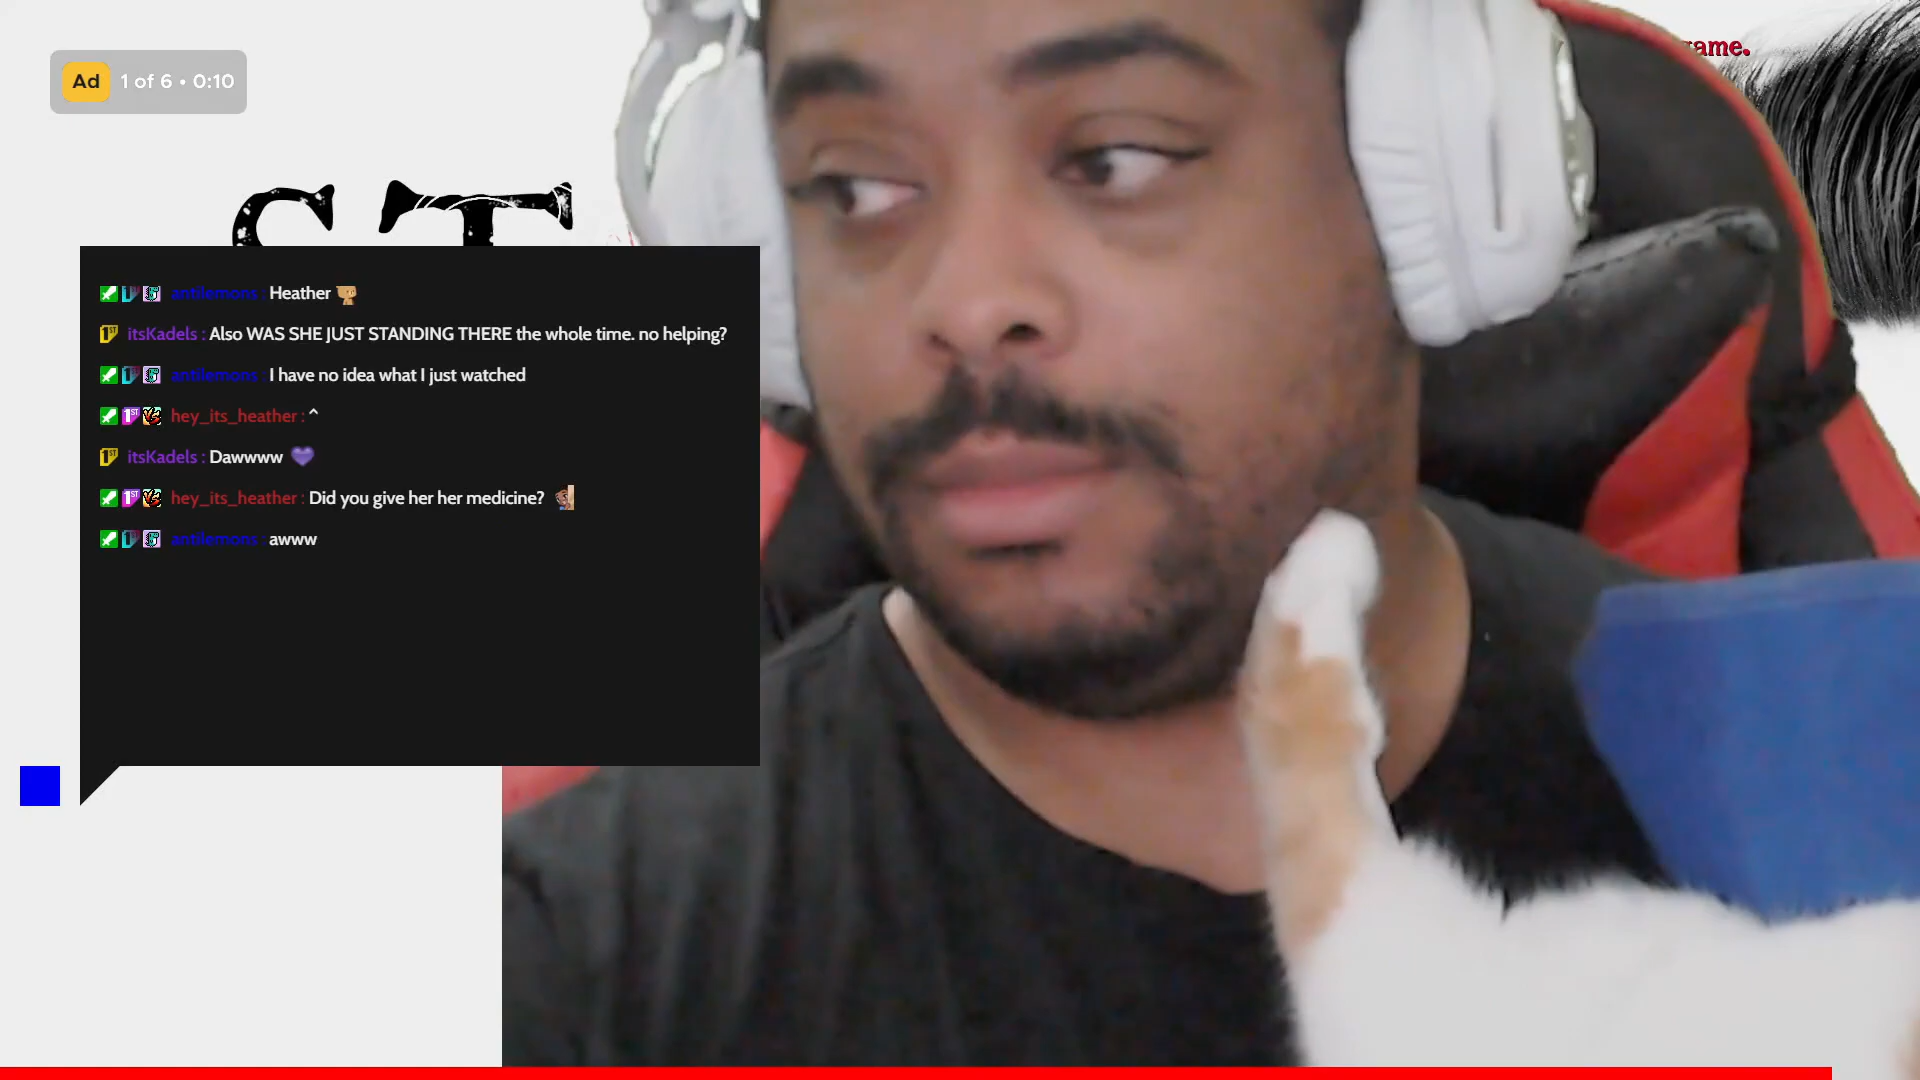 Ad 1 of 6 • 0:10
game.
ST
antilemons : Heather
itsKadels : Also WAS SHE JUST STANDING THERE the whole time. no helping?
antilemons : I have no idea what I just watched
hey_its_heather : ^
itsKadels : Dawwww 💜
hey_its_heather : Did you give her her medicine?
antilemons : awww